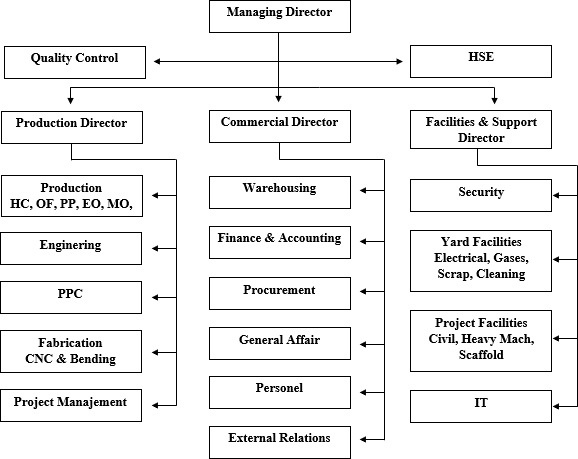 Managing Director
Quality Control
HSE
Production Director
Commercial Director
Facilities & Support
Director
Production
HC, OF, PP, EO, MO,
Enginering
PPC
Fabrication
CNC & Bending
Project Manajement
Warehousing
Finance & Accounting
Procurement
General Affair
Personel
External Relations
Security
Yard Facilities
Electrical, Gases,
Scrap, Cleaning
Project Facilities
Civil, Heavy Mach,
Scaffold
IT